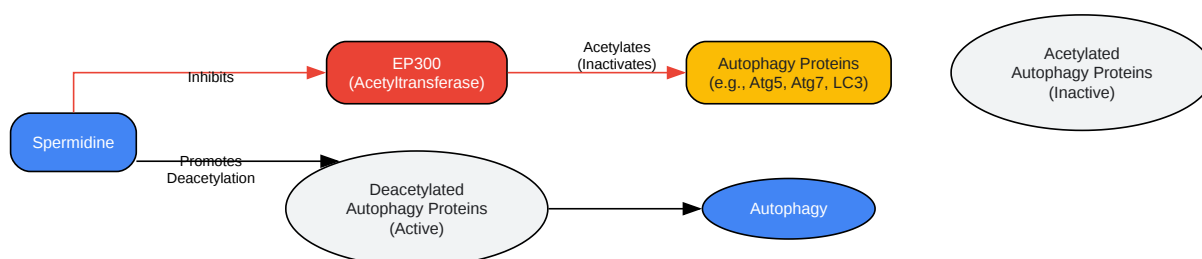 Spermidine
Inhibits
EP300
(Acetyltransferase)
Acetylates
(Inactivates)
Autophagy Proteins
(e.g., Atg5, Atg7, LC3)
Acetylated
Autophagy Proteins
(Inactive)
Promotes
Deacetylation
Deacetylated
Autophagy Proteins
(Active)
Autophagy